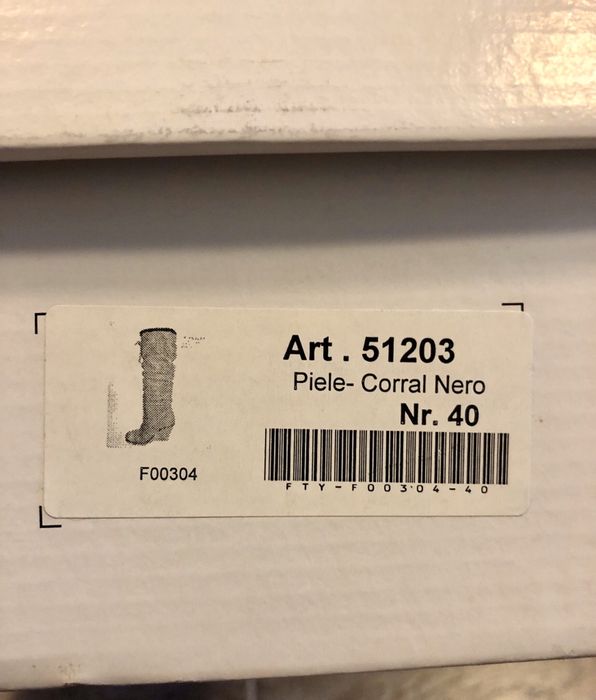 Art . 51203
Piele- Corral Nero
Nr. 40
F00304
FTY-F00304-40